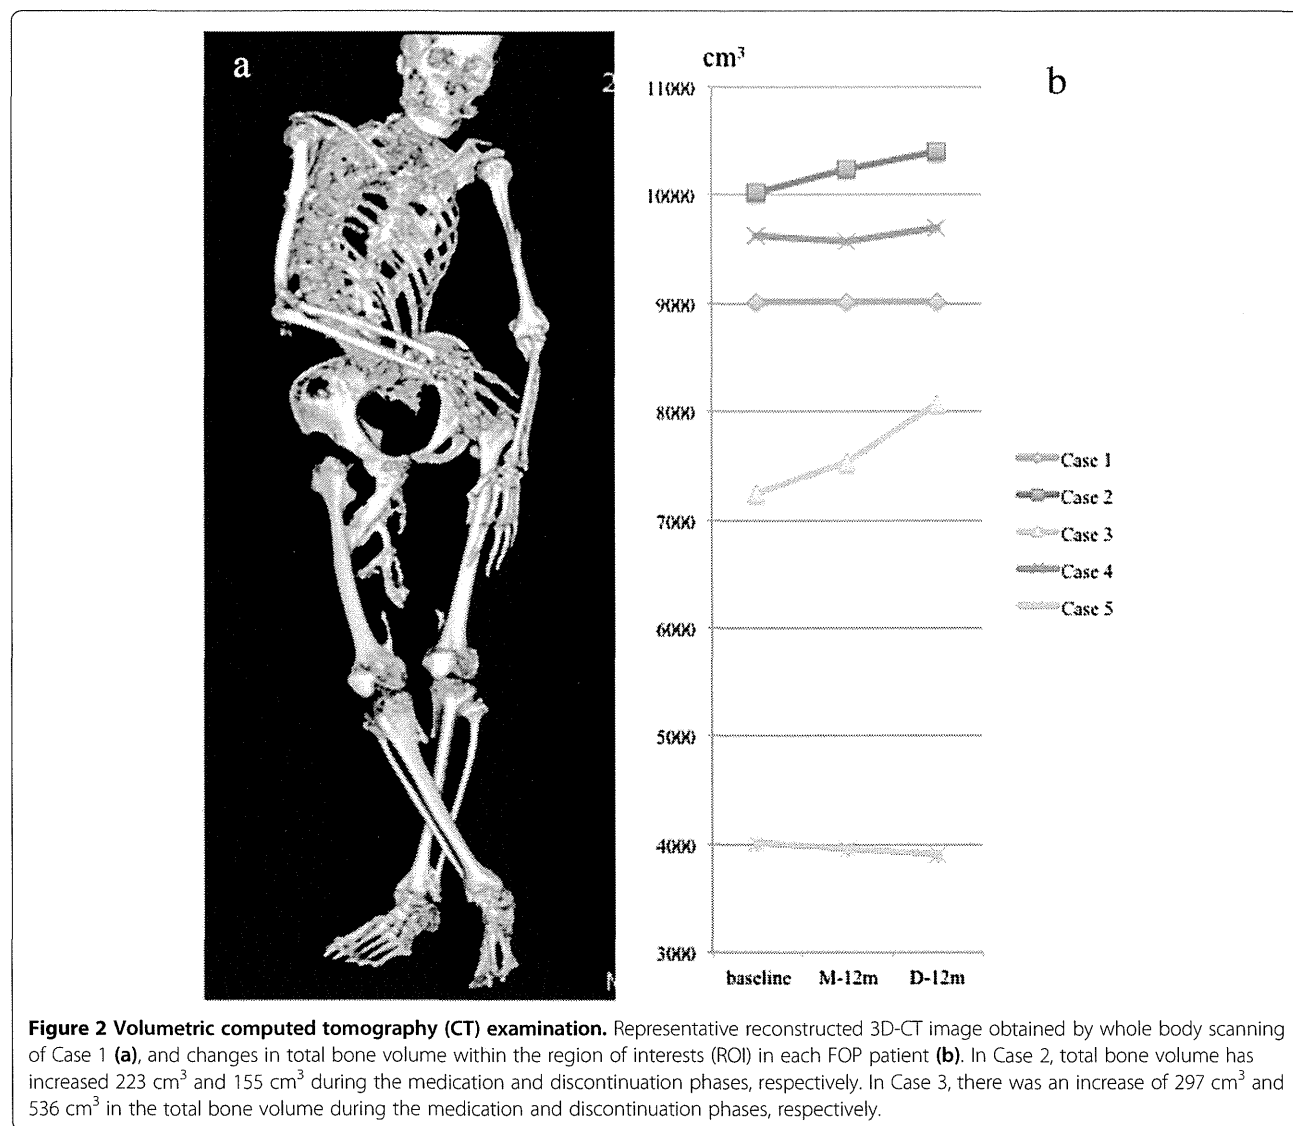 a
2
cm³
b
11000
10000
9000
8000
7000
6000
5000
4000
3000
baseline M-12m D-12m
Case 1
Case 2
Case 3
Case 4
Case 5
Figure 2 Volumetric computed tomography (CT) examination. Representative reconstructed 3D-CT image obtained by whole body scanning
of Case 1 (a), and changes in total bone volume within the region of interests (ROI) in each FOP patient (b). In Case 2, total bone volume has
increased 223 cm³ and 155 cm³ during the medication and discontinuation phases, respectively. In Case 3, there was an increase of 297 cm³ and
536 cm³ in the total bone volume during the medication and discontinuation phases, respectively.